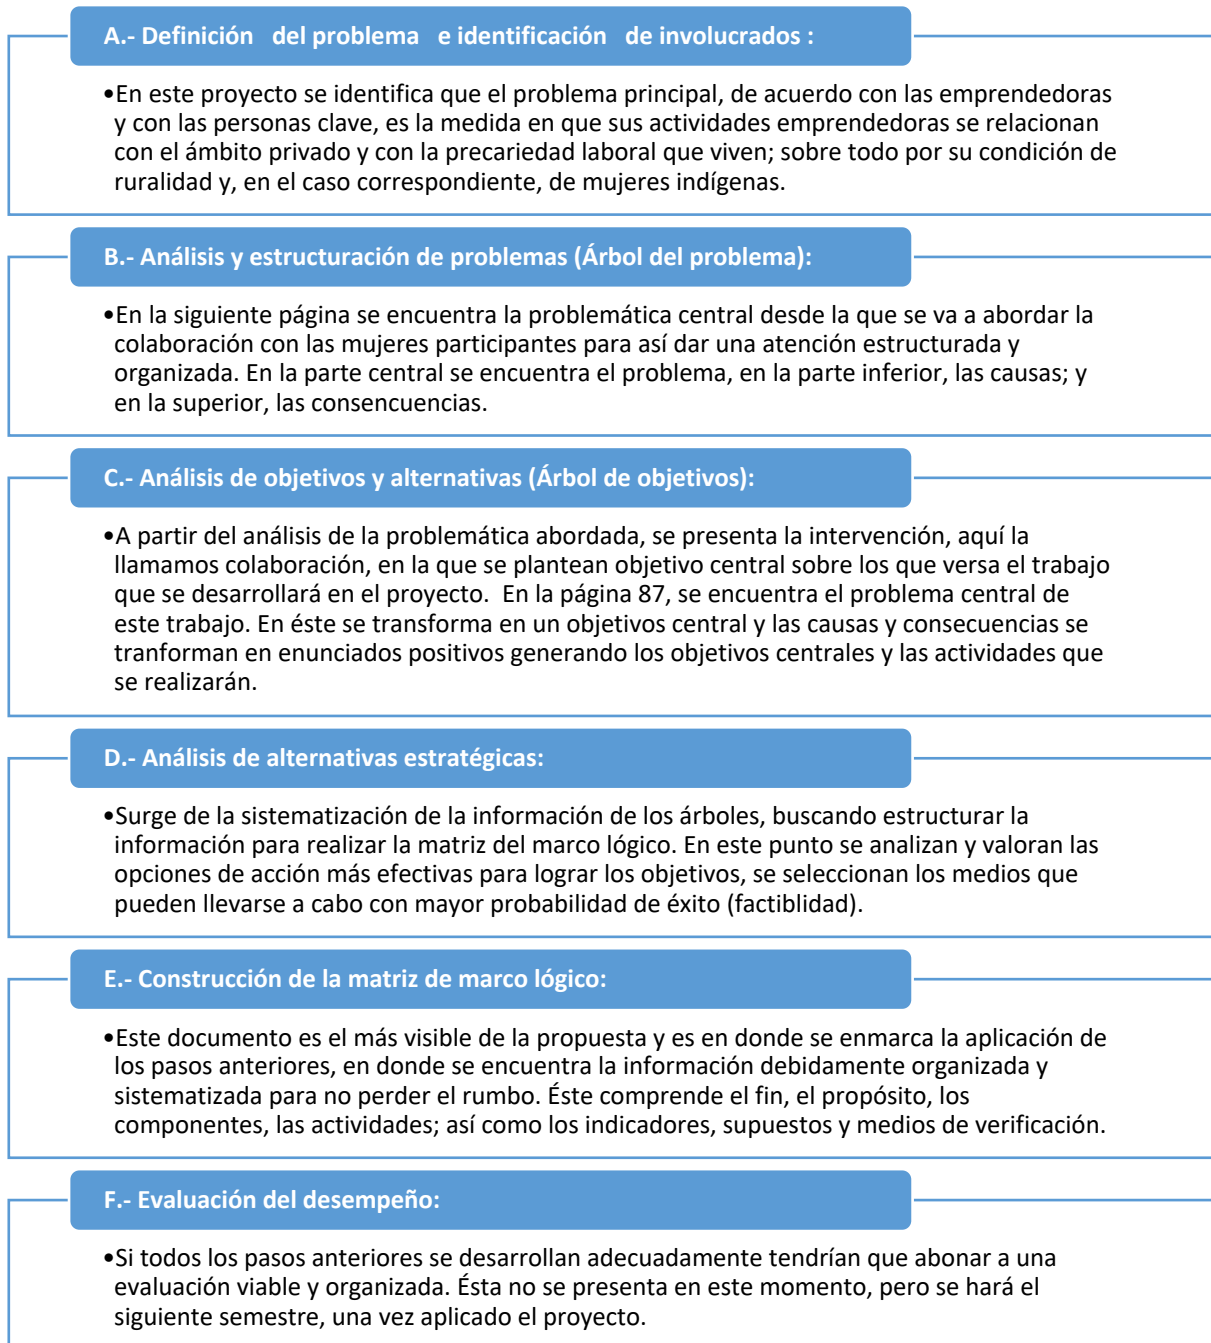 A.- Definición del problema e identificación de involucrados :
•En este proyecto se identifica que el problema principal, de acuerdo con las emprendedoras
y con las personas clave, es la medida en que sus actividades emprendedoras se relacionan
con el ámbito privado y con la precariedad laboral que viven; sobre todo por su condición de
ruralidad y, en el caso correspondiente, de mujeres indígenas.
B.- Análisis y estructuración de problemas (Árbol del problema):
•En la siguiente página se encuentra la problemática central desde la que se va a abordar la
colaboración con las mujeres participantes para así dar una atención estructurada y
organizada. En la parte central se encuentra el problema, en la parte inferior, las causas; y
en la superior, las consencuencias.
C.- Análisis de objetivos y alternativas (Árbol de objetivos):
•A partir del análisis de la problemática abordada, se presenta la intervención, aquí la
llamamos colaboración, en la que se plantean objetivo central sobre los que versa el trabajo
que se desarrollará en el proyecto. En la página 87, se encuentra el problema central de
este trabajo. En éste se transforma en un objetivos central y las causas y consecuencias se
tranforman en enunciados positivos generando los objetivos centrales y las actividades que
se realizarán.
D.- Análisis de alternativas estratégicas:
•Surge de la sistematización de la información de los árboles, buscando estructurar la
información para realizar la matriz del marco lógico. En este punto se analizan y valoran las
opciones de acción más efectivas para lograr los objetivos, se seleccionan los medios que
pueden llevarse a cabo con mayor probabilidad de éxito (factiblidad).
E.- Construcción de la matriz de marco lógico:
•Este documento es el más visible de la propuesta y es en donde se enmarca la aplicación de
los pasos anteriores, en donde se encuentra la información debidamente organizada y
sistematizada para no perder el rumbo. Éste comprende el fin, el propósito, los
componentes, las actividades; así como los indicadores, supuestos y medios de verificación.
F.- Evaluación del desempeño:
•Si todos los pasos anteriores se desarrollan adecuadamente tendrían que abonar a una
evaluación viable y organizada. Ésta no se presenta en este momento, pero se hará el
siguiente semestre, una vez aplicado el proyecto.